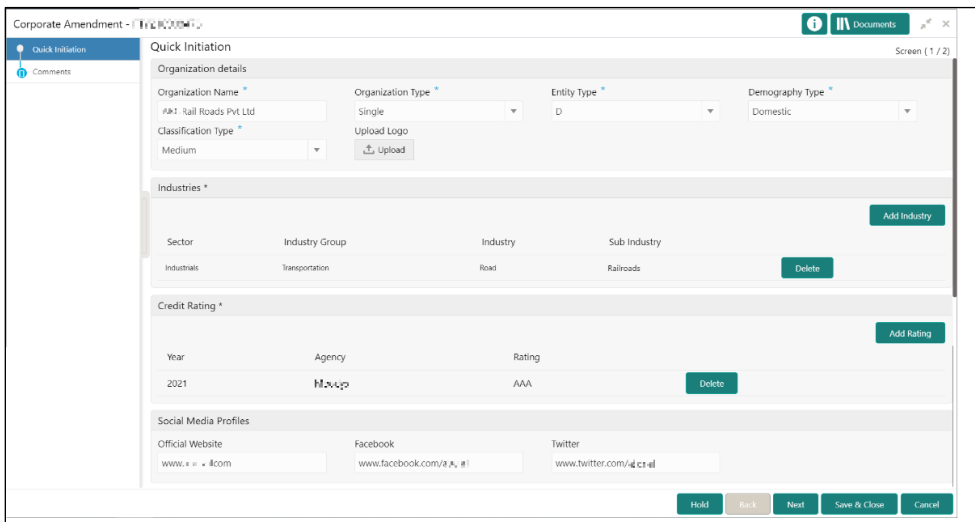 Corporate Amendment -
Documents
Quick Initiation
Comments
Quick Initiation
Screen ( 1 / 2)
Organization details
Organization Name *
Organization Type *
Entity Type *
Demography Type *
Rail Roads Pvt Ltd
Single
D
Domestic
Classification Type *
Upload Logo
Medium
Upload
Industries *
Add Industry
Sector
Industry Group
Industry
Sub Industry
Industrials
Transportation
Road
Railroads
Delete
Credit Rating *
Add Rating
Year
Agency
Rating
2021
AAA
Delete
Social Media Profiles
Official Website
Facebook
Twitter
www.
www.facebook.com/
www.twitter.com/
Hold
Back
Next
Save & Close
Cancel